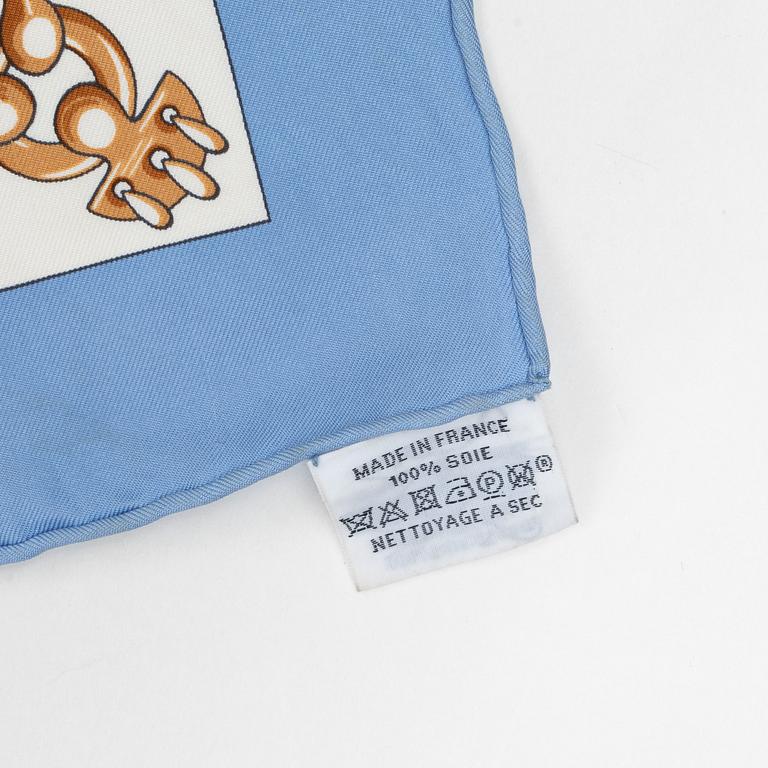 MADE IN FRANCE
100% SOIE
P ®
NETTOYAGE A SEC